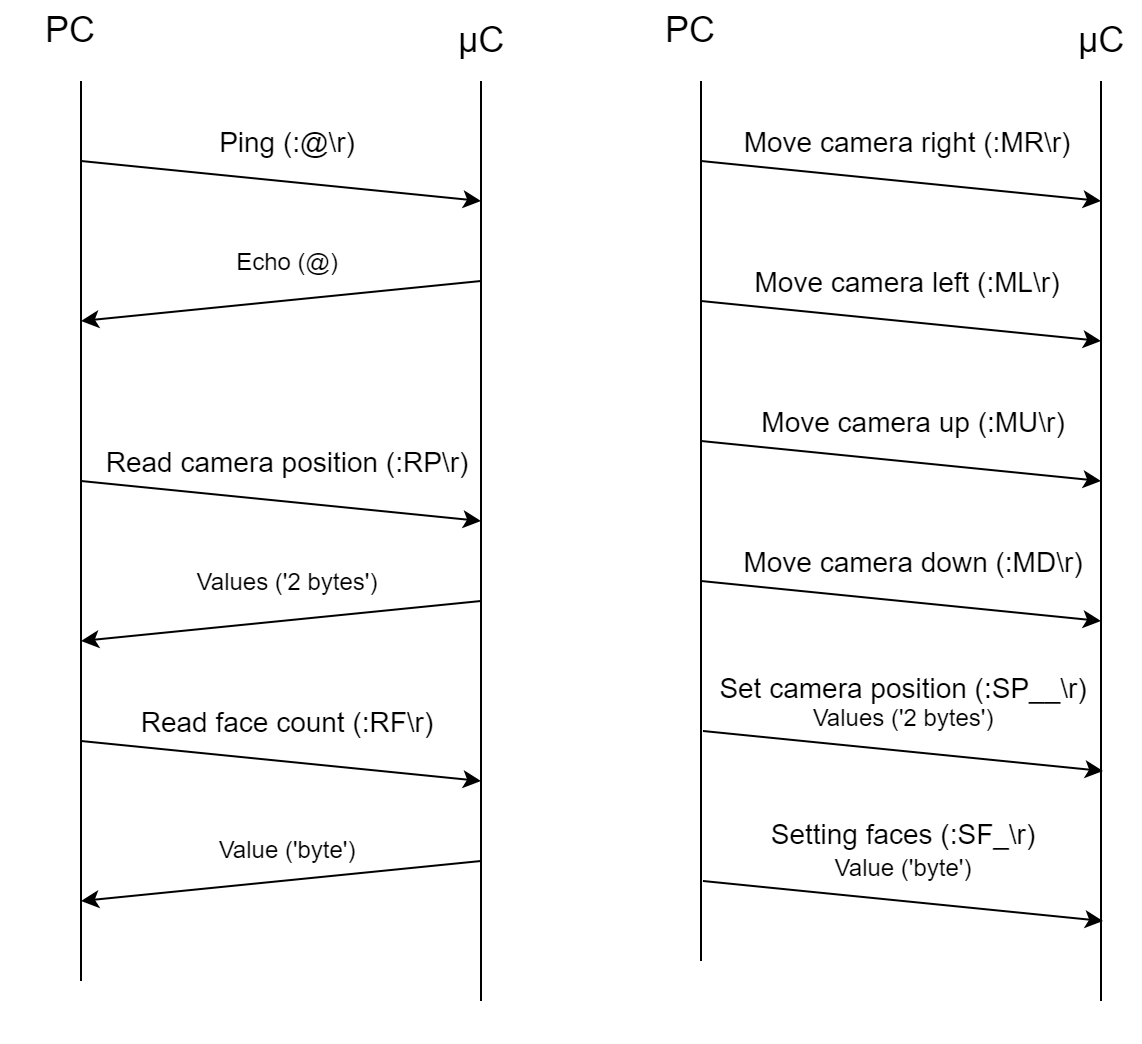 PC
µC
Ping (:@\r)
Echo (@)
Read camera position (:RP\r)
Values ('2 bytes')
Read face count (:RF\r)
Value ('byte')
PC
µC
Move camera right (:MR\r)
Move camera left (:ML\r)
Move camera up (:MU\r)
Move camera down (:MD\r)
Set camera position (:SP__\r)
Values ('2 bytes')
Setting faces (:SF_\r)
Value ('byte')